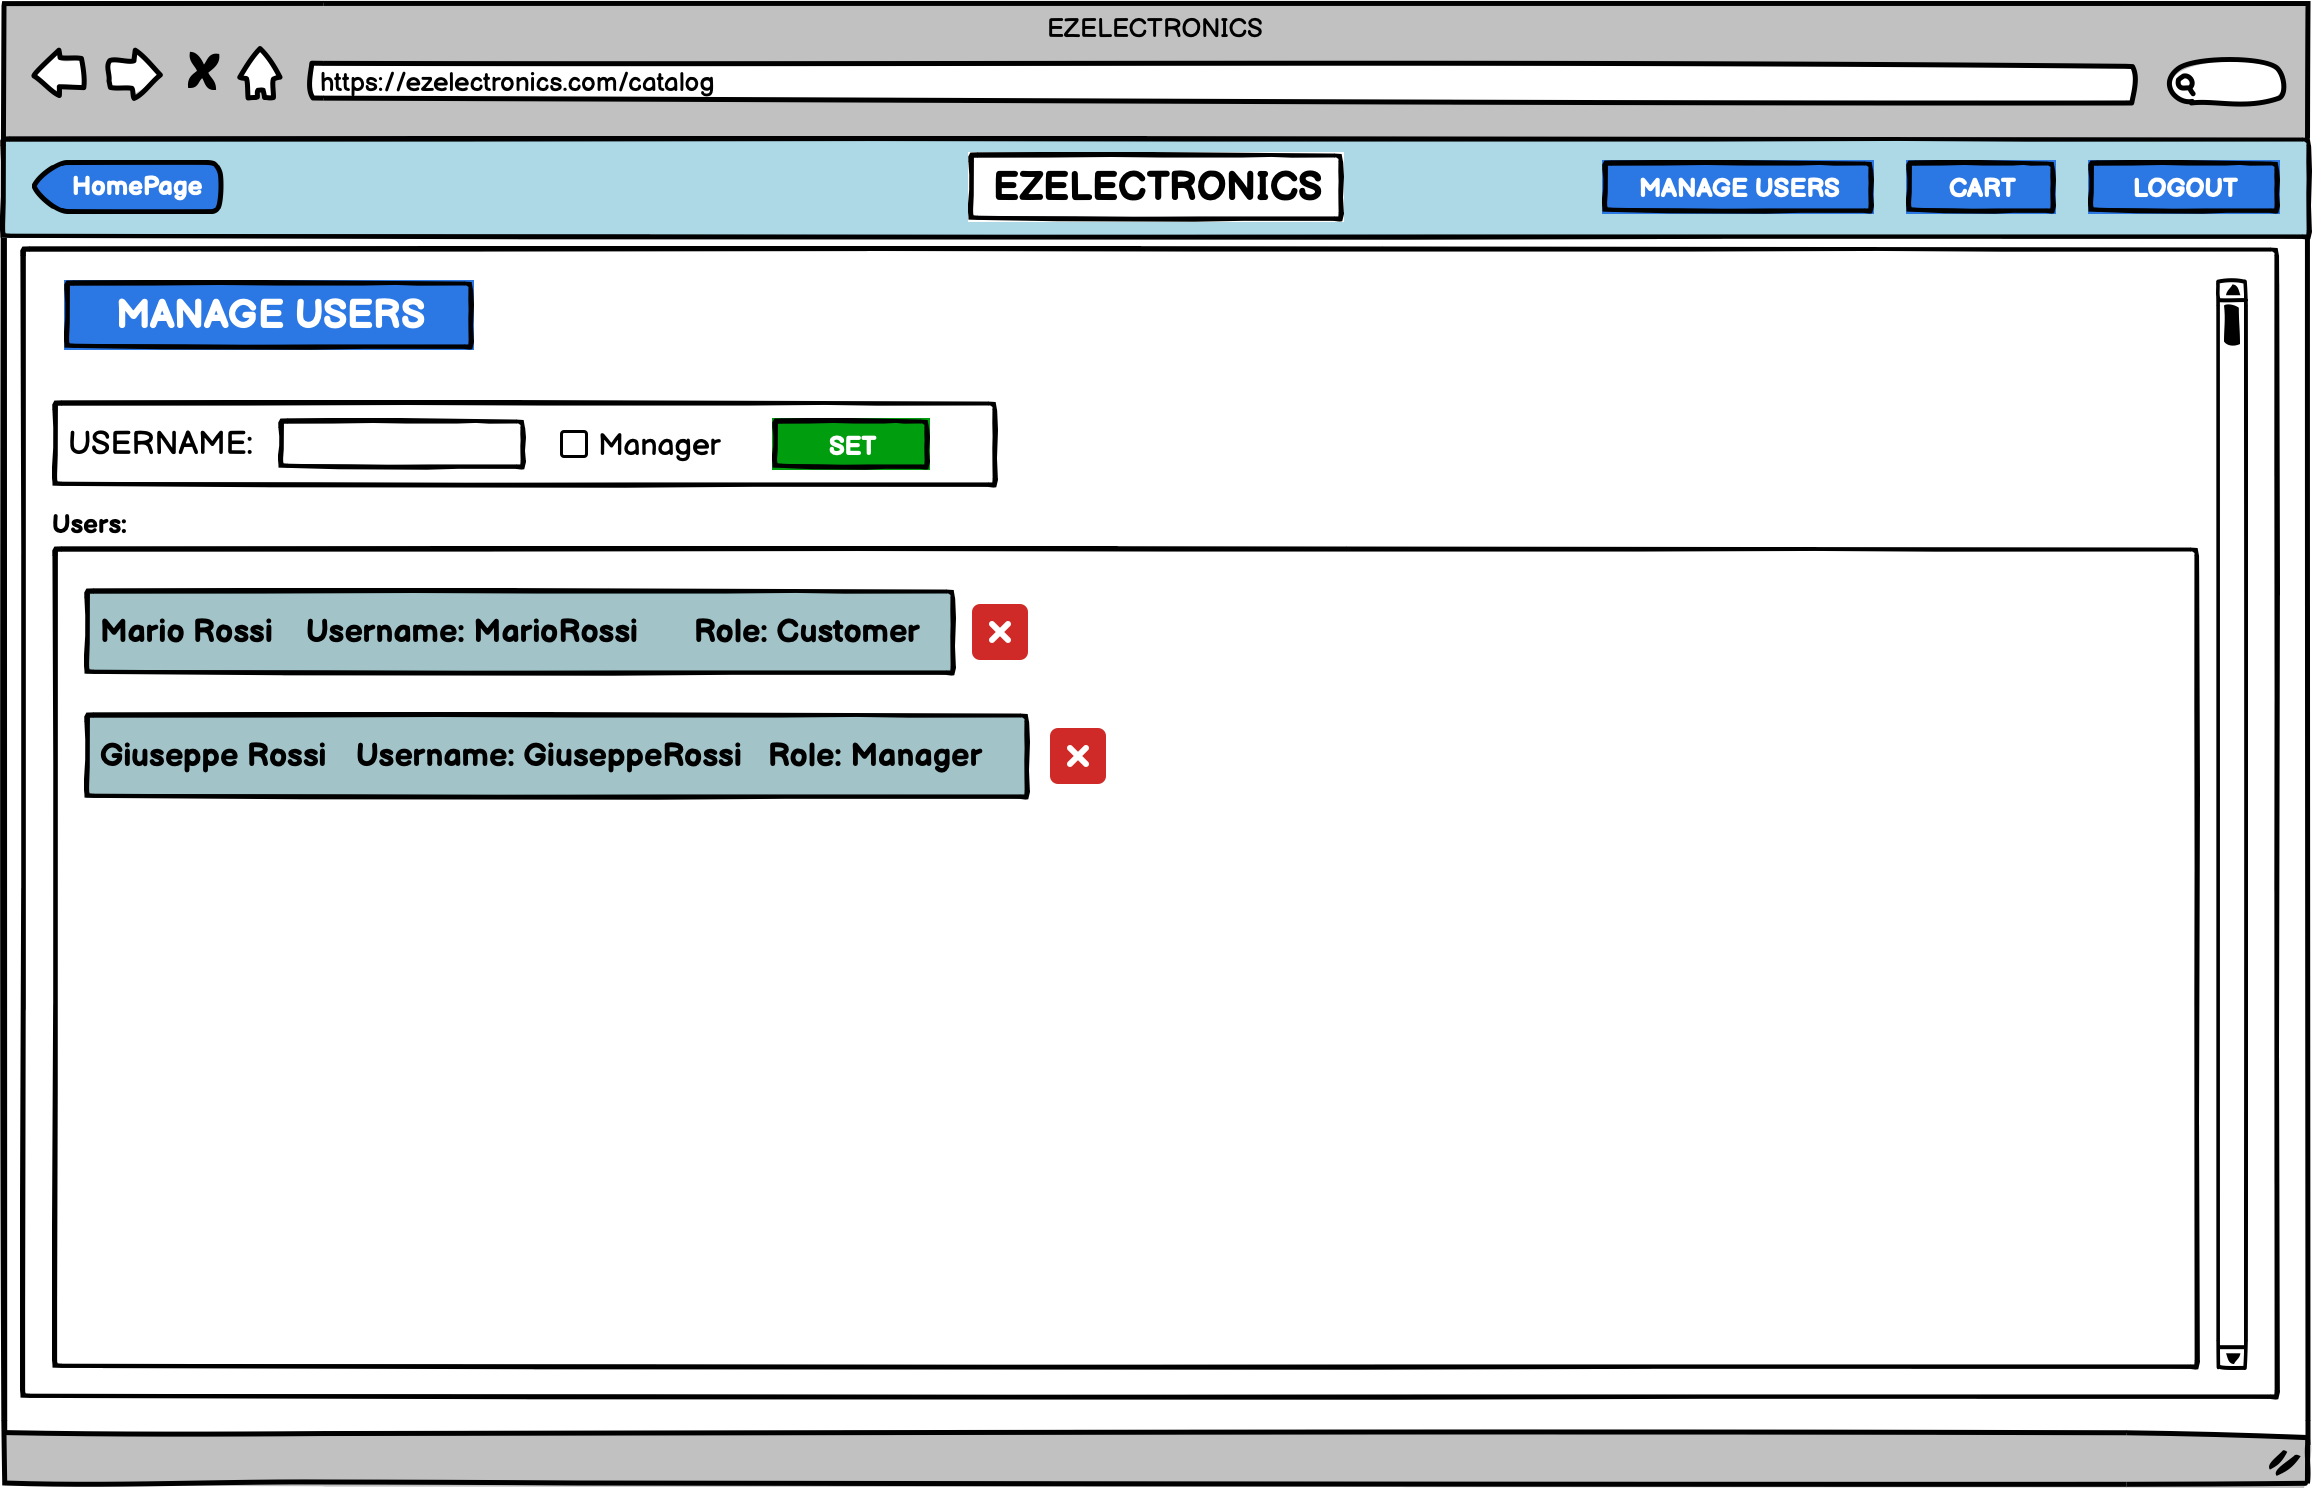 EZELECTRONICS
https://ezelectronics.com/catalog
HomePage EZELECTRONICS MANAGE USERS CART LOGOUT
MANAGE USERS
USERNAME: Manager SET
Users:
Mario Rossi Username: MarioRossi Role: Customer
Giuseppe Rossi Username: GiuseppeRossi Role: Manager